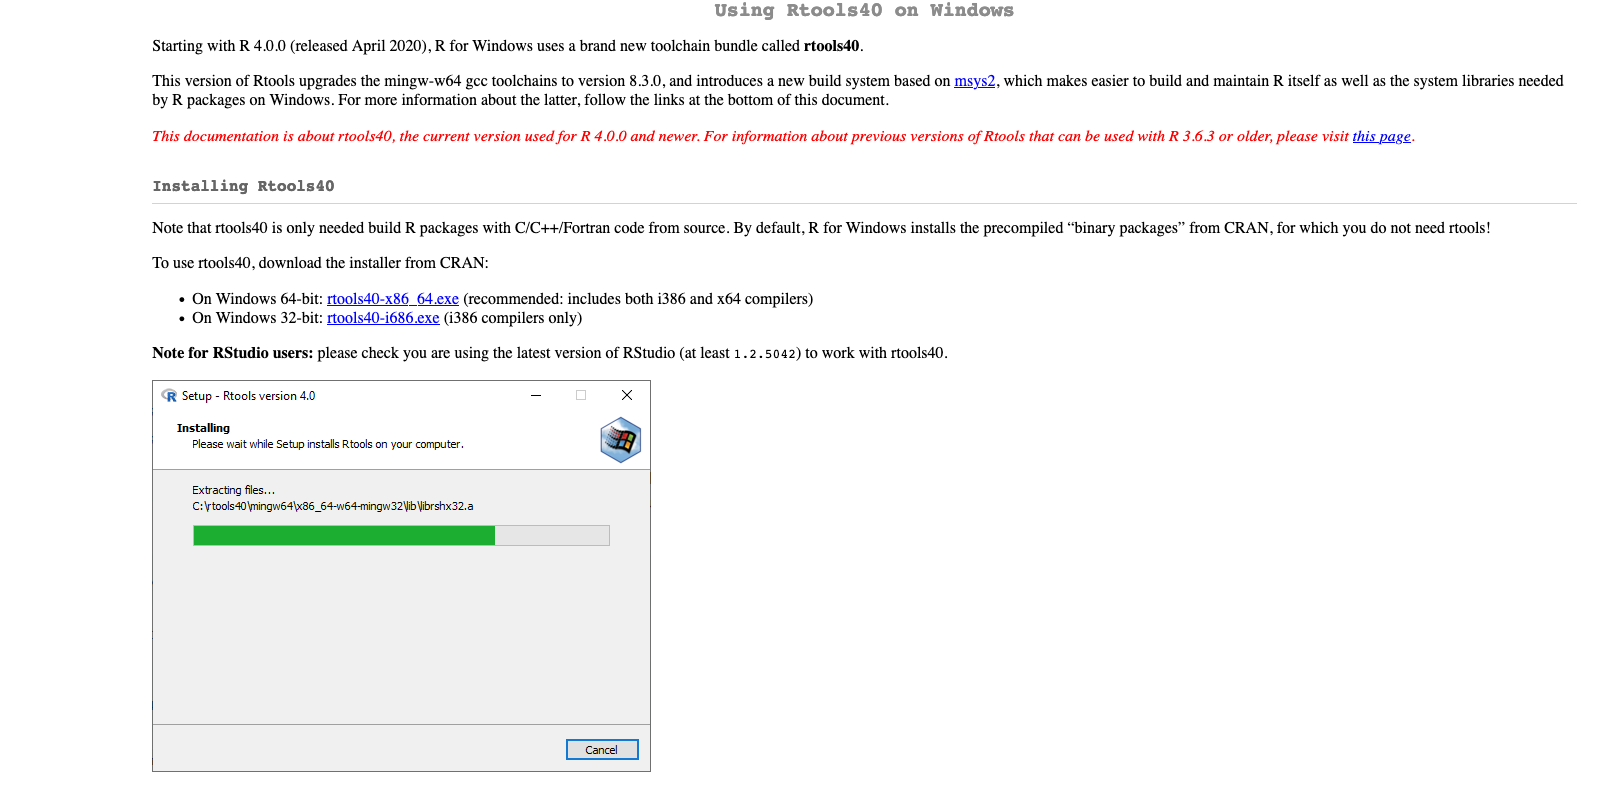 Using Rtools40 on Windows
Starting with R 4.0.0 (released April 2020), R for Windows uses a brand new toolchain bundle called rtools40.
This version of Rtools upgrades the mingw-w64 gcc toolchains to version 8.3.0, and introduces a new build system based on msys2, which makes easier to build and maintain R itself as well as the system libraries needed
by R packages on Windows. For more information about the latter, follow the links at the bottom of this document.
This documentation is about rtools40, the current version used for R 4.0.0 and newer. For information about previous versions of Rtools that can be used with R 3.6.3 or older, please visit this page.
Installing Rtools40
Note that rtools40 is only needed build R packages with C/C++/Fortran code from source. By default, R for Windows installs the precompiled “binary packages” from CRAN, for which you do not need rtools!
To use rtools40, download the installer from CRAN:
• On Windows 64-bit: rtools40-x86_64.exe (recommended: includes both i386 and x64 compilers)
• On Windows 32-bit: rtools40-i686.exe (i386 compilers only)
Note for RStudio users: please check you are using the latest version of RStudio (at least 1.2.5042) to work with rtools40.
R Setup - Rtools version 4.0
Installing
Please wait while Setup installs Rtools on your computer.
Extracting files...
C:\rtools40\mingw64\x86_64-w64-mingw32\lib\librshx32.a
Cancel